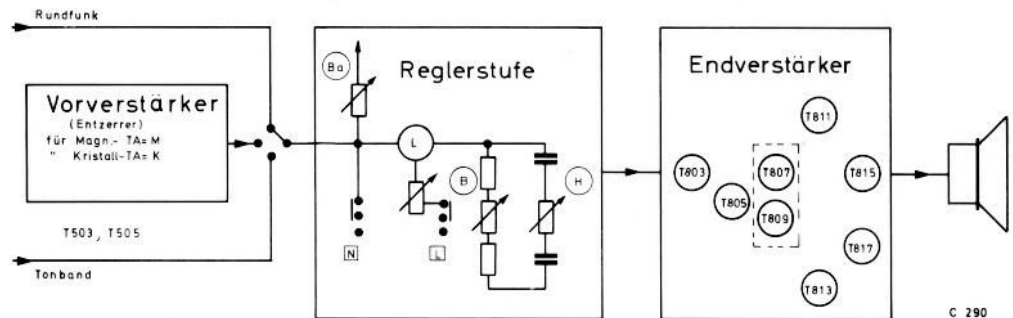 Rundfunk
Vorverstärker
(Entzerrer)
für Magn.- TA= M
" Kristall-TA= K
T503, T505
Tonband
Reglerstufe
Ba
L
B
H
N
L
Endverstärker
T811
T803
T807
T815
T805
T809
T817
T813
C 290